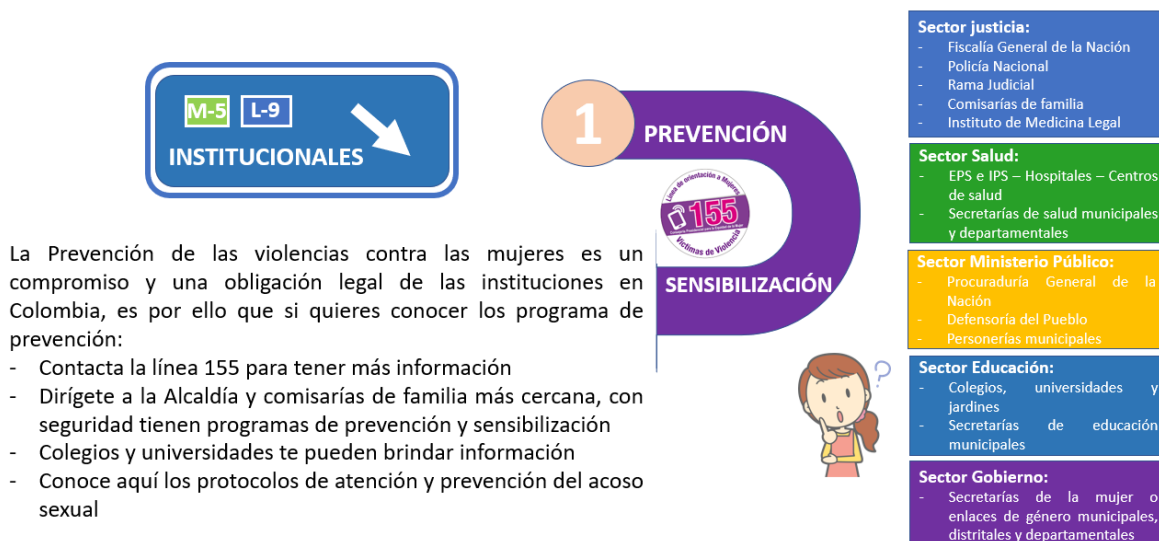 M-5 L-9
INSTITUCIONALES
La Prevención de las violencias contra las mujeres es un
compromiso y una obligación legal de las instituciones en
Colombia, es por ello que si quieres conocer los programa de
prevención:
- Contacta la línea 155 para tener más información
- Dirígete a la Alcaldía y comisarías de familia más cercana, con
seguridad tienen programas de prevención y sensibilización
- Colegios y universidades te pueden brindar información
- Conoce aquí los protocolos de atención y prevención del acoso
sexual
1
PREVENCIÓN
Línea de orientación a Mujeres
155
Víctimas de Violencia
SENSIBILIZACIÓN
?
Sector justicia:
- Fiscalía General de la Nación
- Policía Nacional
- Rama Judicial
- Comisarías de familia
- Instituto de Medicina Legal
Sector Salud:
- EPS e IPS – Hospitales – Centros
de salud
- Secretarías de salud municipales
y departamentales
Sector Ministerio Público:
- Procuraduría General de la
Nación
- Defensoría del Pueblo
- Personerías municipales
Sector Educación:
- Colegios, universidades y
jardines
- Secretarías de educación
municipales
Sector Gobierno:
- Secretarías de la mujer o
enlaces de género municipales,
distritales y departamentales